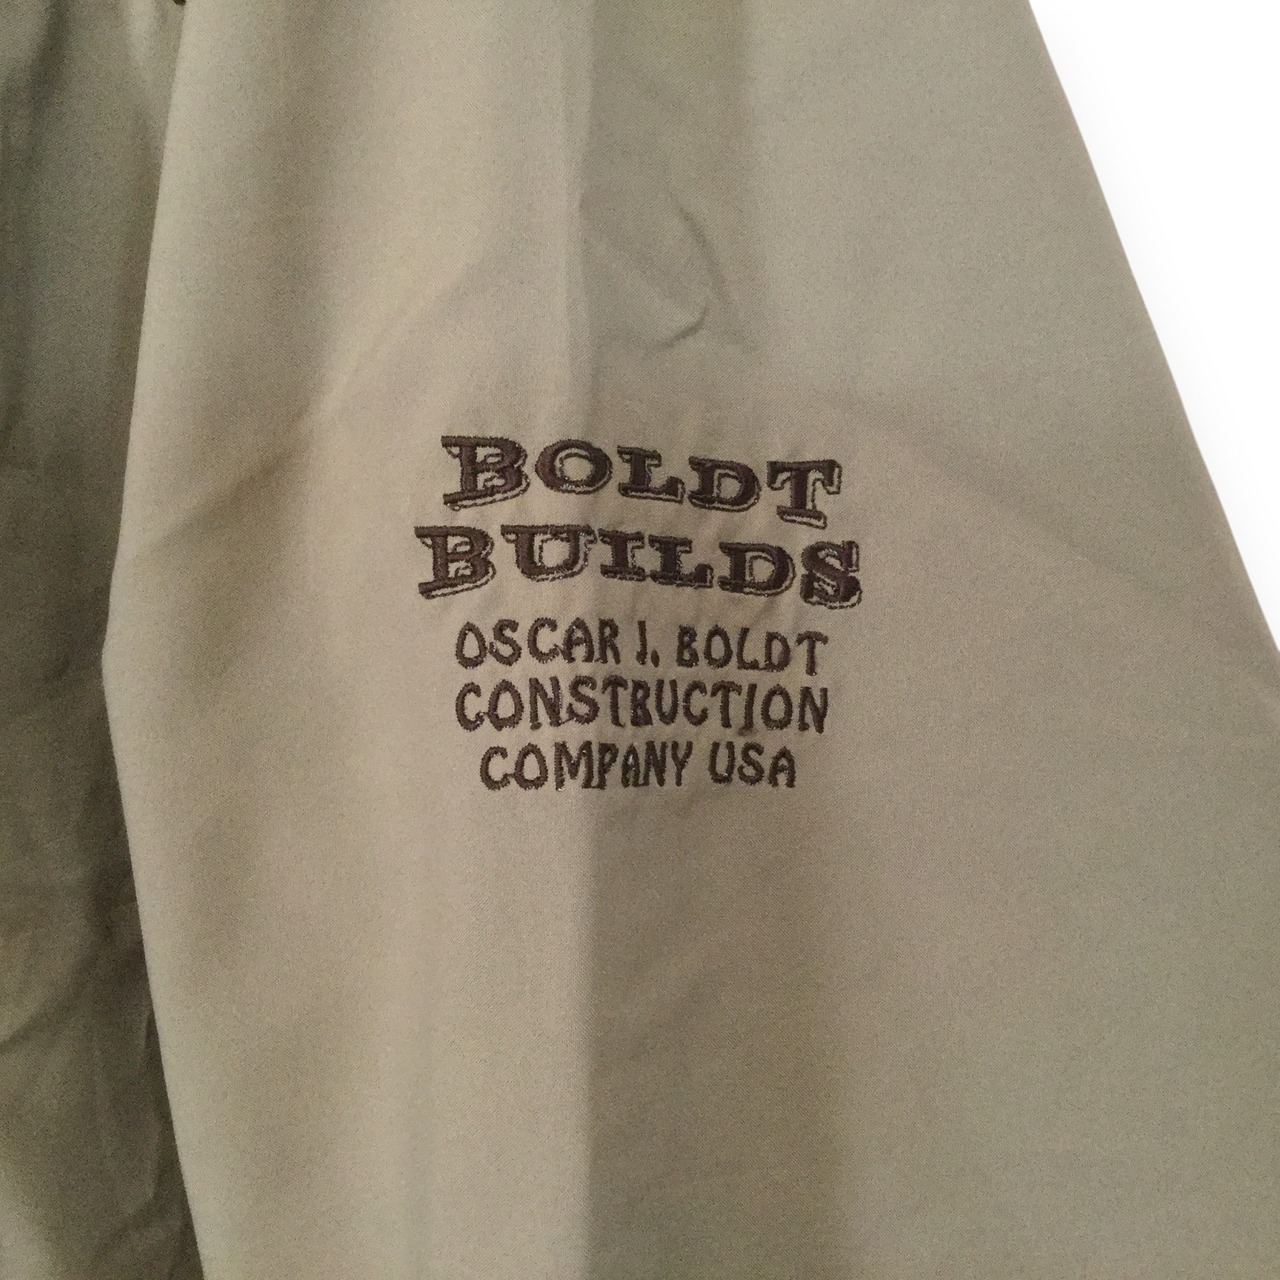 BOLDT
BUILDS
OSCAR J. BOLDT
CONSTRUCTION
COMPANY USA